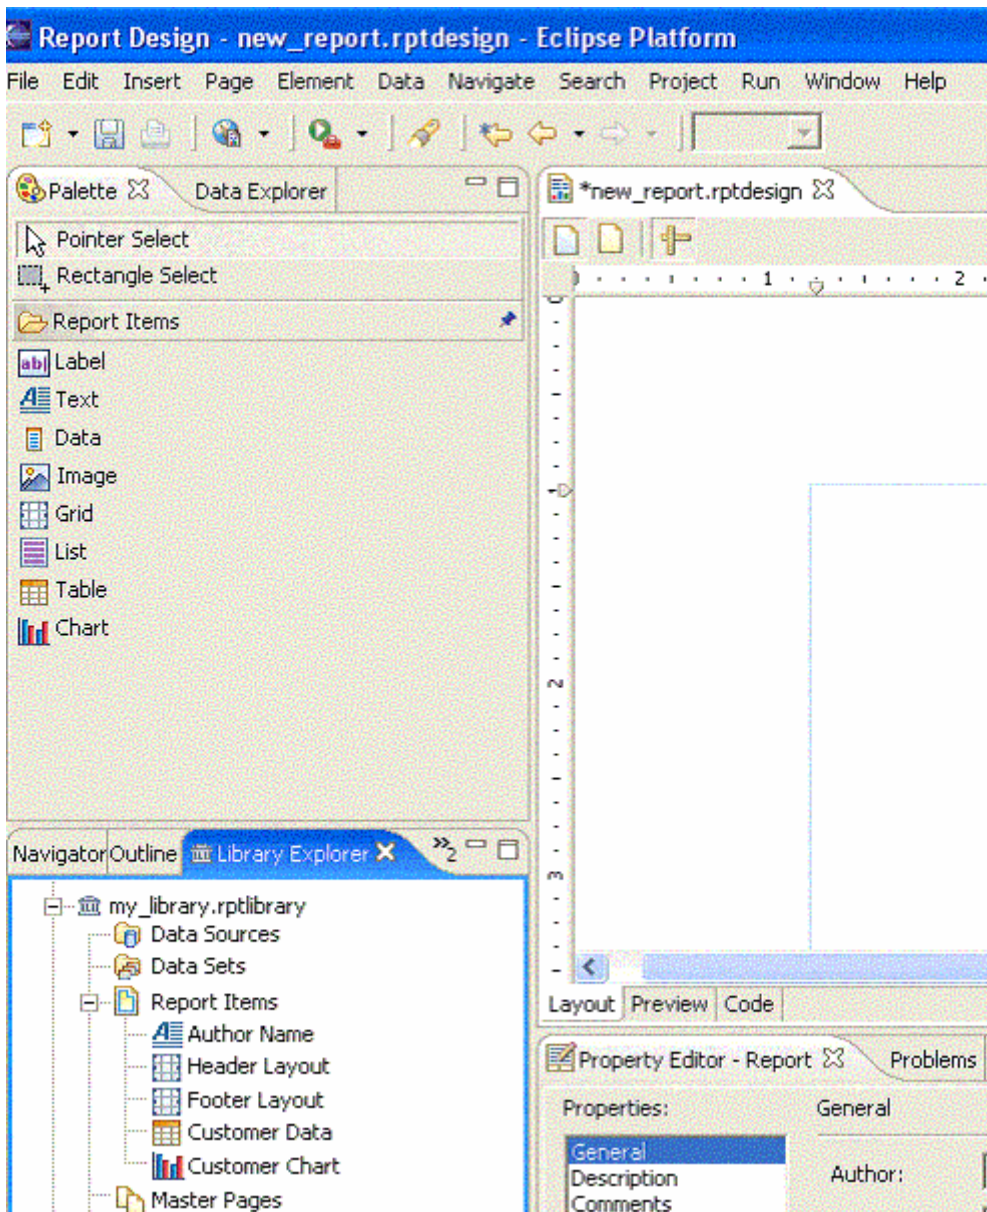 Report Design - new_report.rptdesign - Eclipse Platform
File Edit Insert Page Element Data Navigate Search Project Run Window Help
Palette Data Explorer
Pointer Select
Rectangle Select
Report Items
ab| Label
A Text
Data
Image
Grid
List
Table
Chart
Navigator Outline Library Explorer »2
my_library.rptlibrary
Data Sources
Data Sets
Report Items
A Author Name
Header Layout
Footer Layout
Customer Data
Customer Chart
Master Pages
*new_report.rptdesign
1 2
2
3
Layout Preview Code
Property Editor - Report Problems
Properties: General
General
Description
Comments
Author: